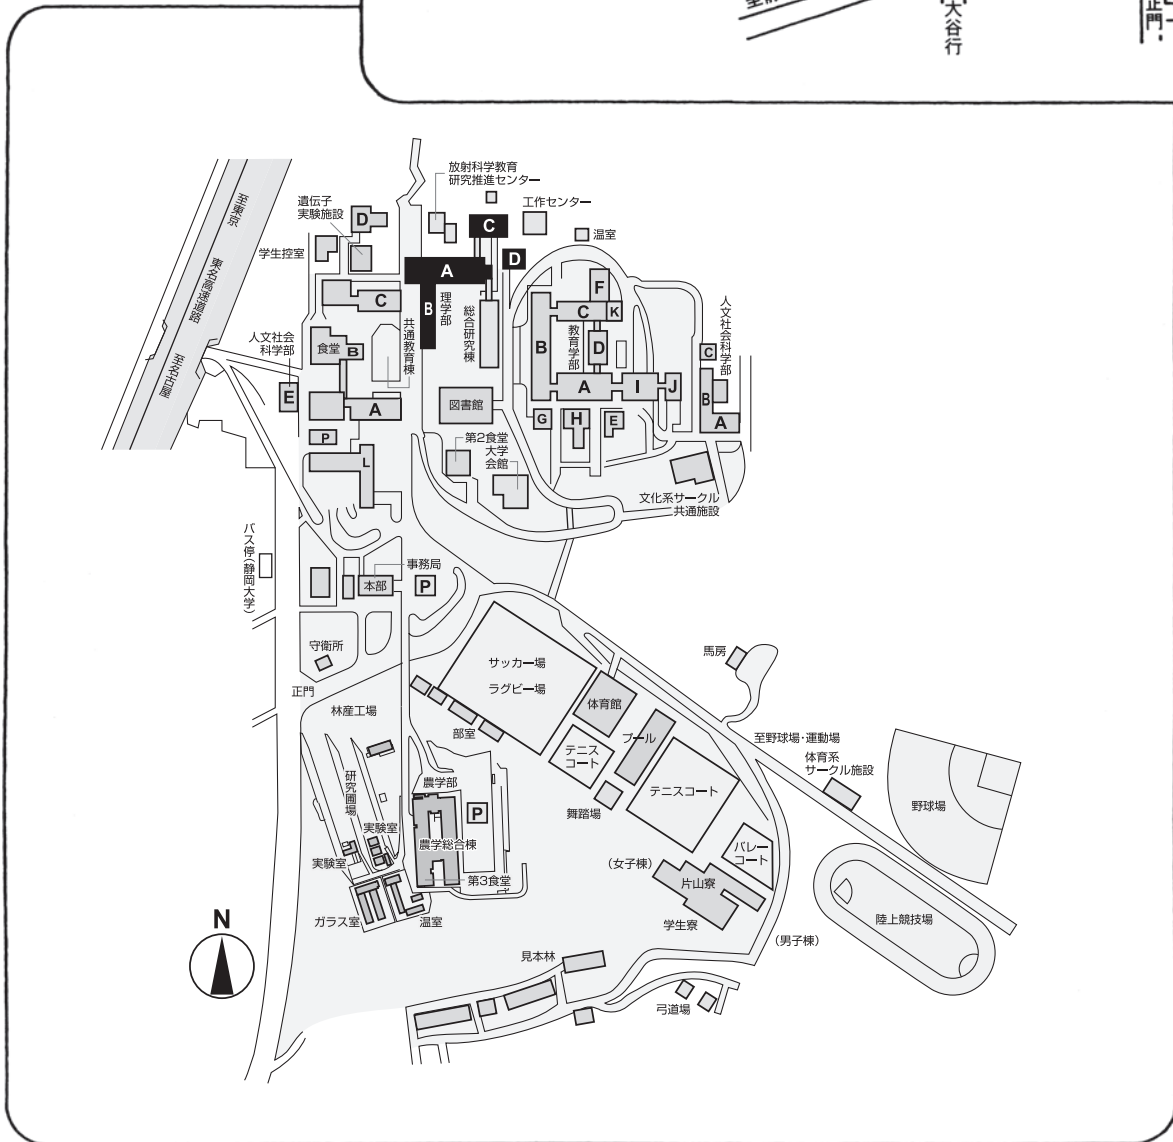 大谷行
正門・
放射科学教育
研究推進センター
遺伝子
実験施設
工作センター
D
C
学生控室
温室
至東京
東名高速道路
至名古屋
A
D
C
B
理学部
F
C
K
人文社会
科学部
食堂
B
共通教育棟
総合研究棟
B
教育学部
D
人文社会科学部
C
E
A
図書館
A
I
J
B
A
P
G
H
E
L
第2食堂
大学
会館
文化系サークル
共通施設
バス停(静岡大学)
事務局
本部
P
守衛所
正門
サッカー場
ラグビー場
馬房
林産工場
体育館
部室
テニス
コート
プール
至野球場・運動場
体育系
サークル施設
研究圃場
農学部
テニスコート
野球場
P
舞踏場
実験室
農学総合棟
バレー
コート
実験室
(女子棟)
第3食堂
片山寮
ガラス室
温室
学生寮
陸上競技場
N
(男子棟)
見本林
弓道場